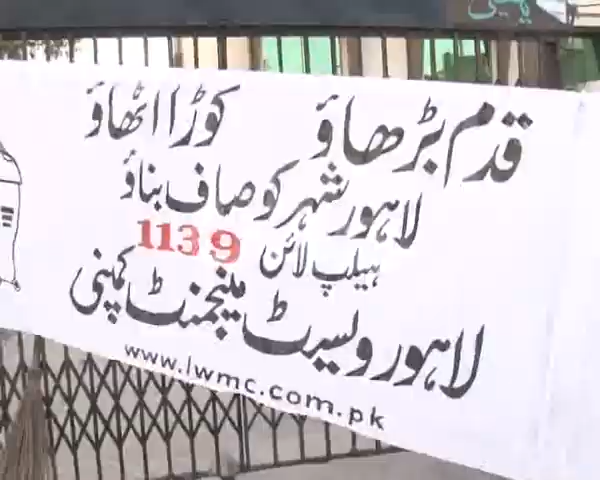 قدم بڑھاؤ کوڑا اٹھاؤ
لاہور شہر کو صاف بناؤ
ہیلپ لائن 1139
لاہور ویسٹ مینجمنٹ کمپنی
www.lwmc.com.pk